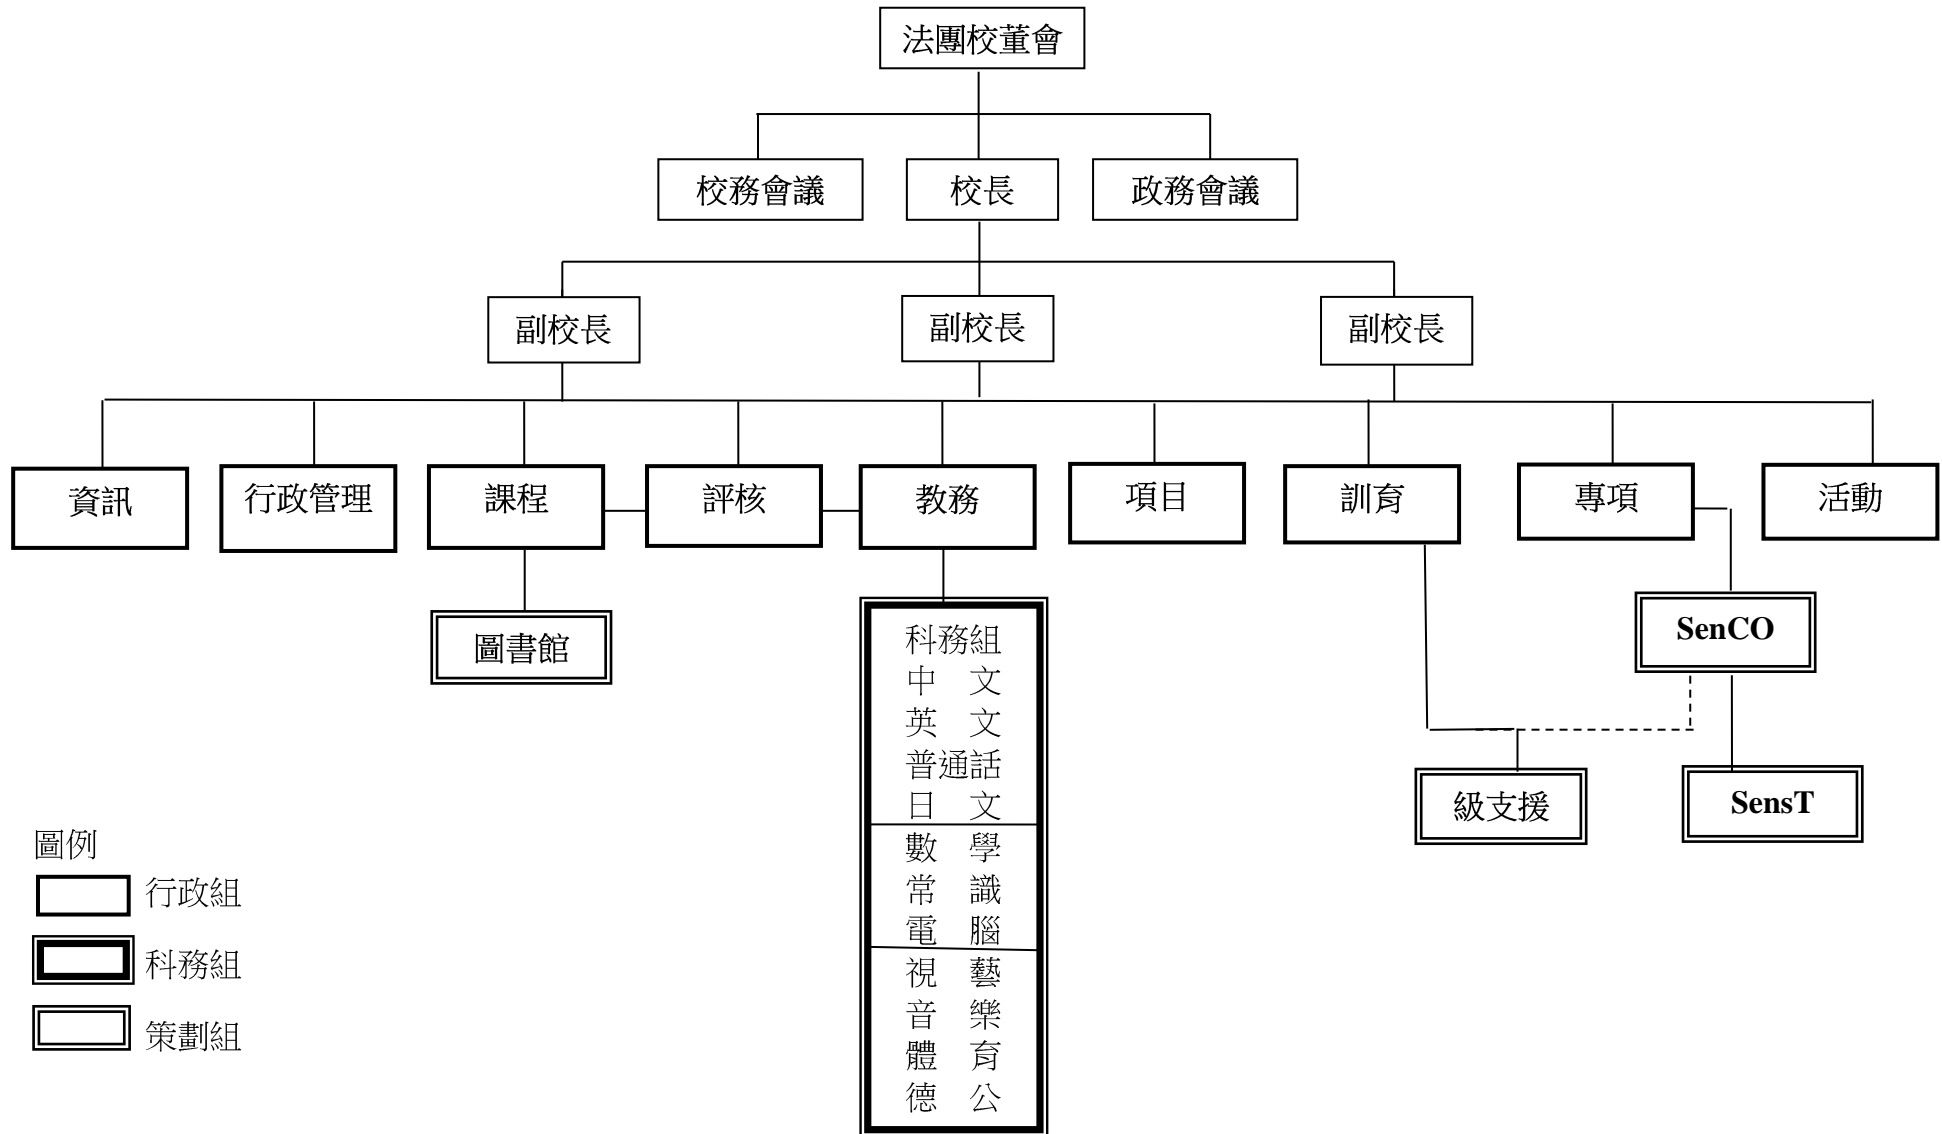 法團校董會
校務會議
校長
政務會議
副校長
副校長
副校長
資訊
行政管理
課程
評核
教務
項目
訓育
專項
活動
圖書館
SenCO
級支援
SensT
科務組
中 文
英 文
普通話
日 文
數 學
常 識
電 腦
視 藝
音 樂
體 育
德 公
圖例
行政組
科務組
策劃組